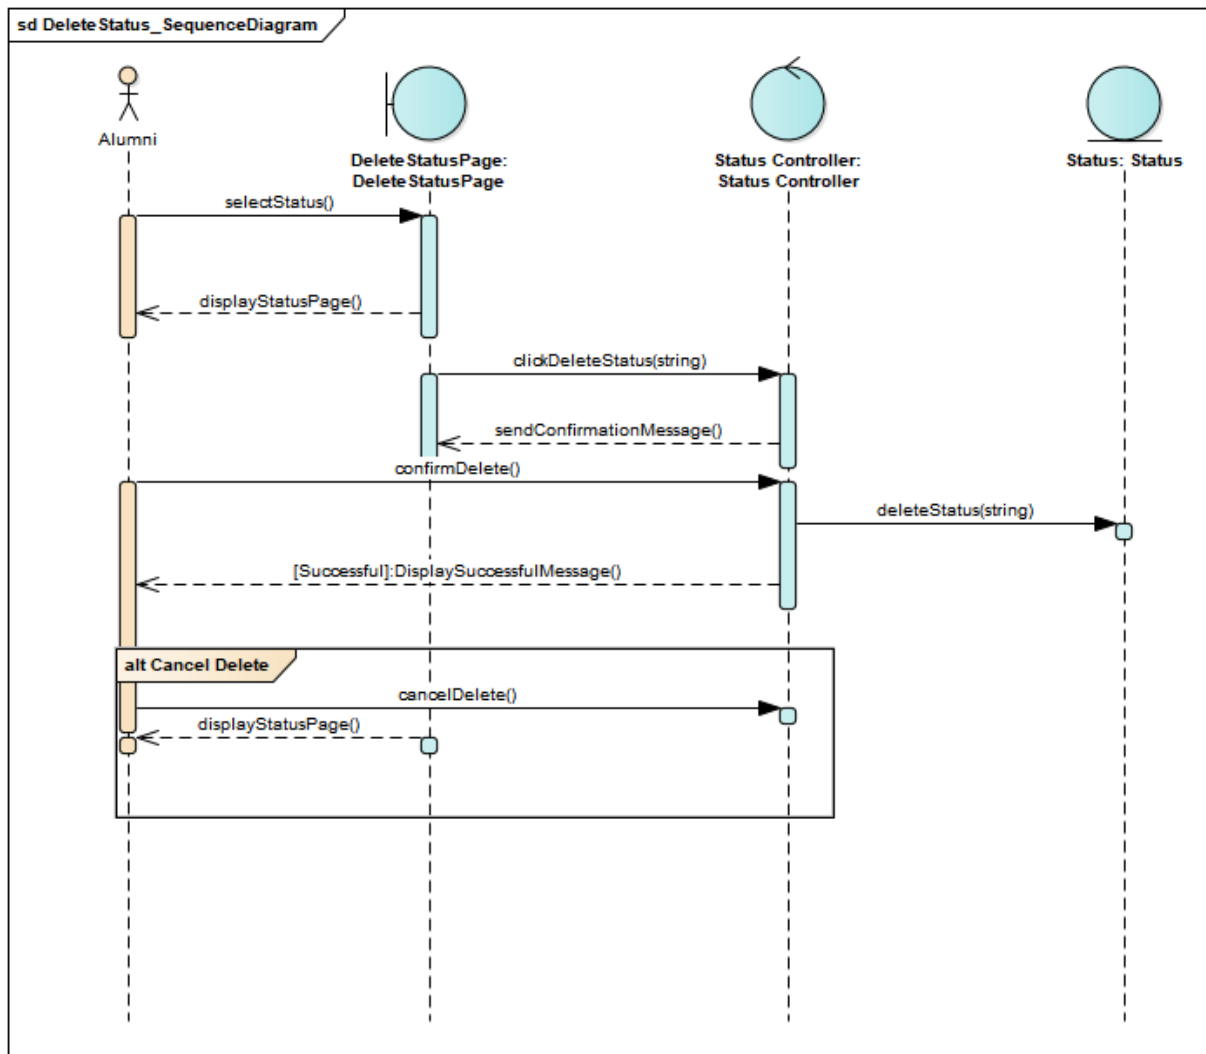 sd DeleteStatus_SequenceDiagram
Alumni
DeleteStatusPage:
DeleteStatusPage
Status Controller:
Status Controller
Status: Status
selectStatus()
displayStatusPage()
clickDeleteStatus(string)
sendConfirmationMessage()
confirmDelete()
deleteStatus(string)
[Successful]:DisplaySuccessfulMessage()
alt Cancel Delete
cancelDelete()
displayStatusPage()